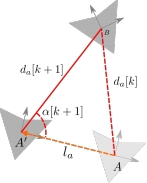 B
d_a[k+1]
d_a[k]
α[k+1]
A'
l_a
A